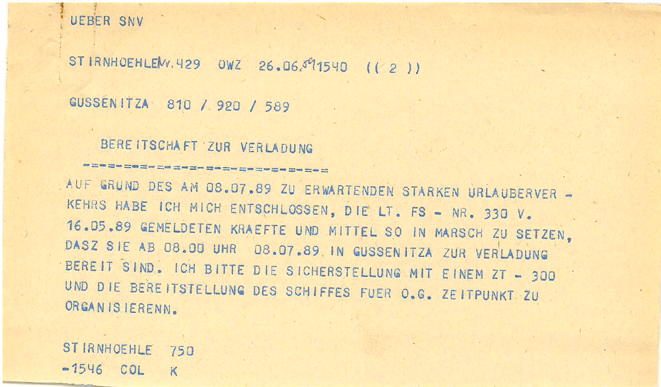 UEBER SNV
STIRNHOEHLE Nr. 429 OWZ 26.06.89 1540 (( 2 ))
GUSSENITZA 810 / 920 / 589
BEREITSCHAFT ZUR VERLADUNG
-=-=-=-=-=-=-=-=-=-=-=-=-=-=-
AUF GRUND DES AM 08.07.89 ZU ERWARTENDEN STARKEN URLAUBERVER -
KEHRS HABE ICH MICH ENTSCHLOSSEN, DIE LT. FS - NR. 330 V.
16.05.89 GEMELDETEN KRAEFTE UND MITTEL SO IN MARSCH ZU SETZEN,
DASZ SIE AB 08.00 UHR 08.07.89 IN GUSSENITZA ZUR VERLADUNG
BEREIT SIND. ICH BITTE DIE SICHERSTELLUNG MIT EINEM ZT - 300
UND DIE BEREITSTELLUNG DES SCHIFFES FUER O.G. ZEITPUNKT ZU
ORGANISIERENN.
STIRNHOEHLE 750
-1546 COL K